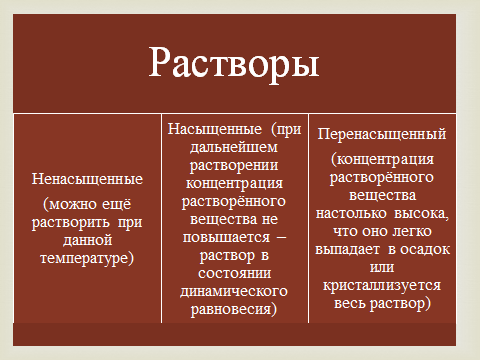 Растворы
Ненасыщенные
(можно ещё
растворить при
данной
температуре)
Насыщенные (при
дальнейшем
растворении
концентрация
растворённого
вещества не
повышается –
раствор в
состоянии
динамического
равновесия)
Перенасыщенный
(концентрация
растворённого
вещества
настолько высока,
что оно легко
выпадает в осадок
или
кристаллизуется
весь раствор)